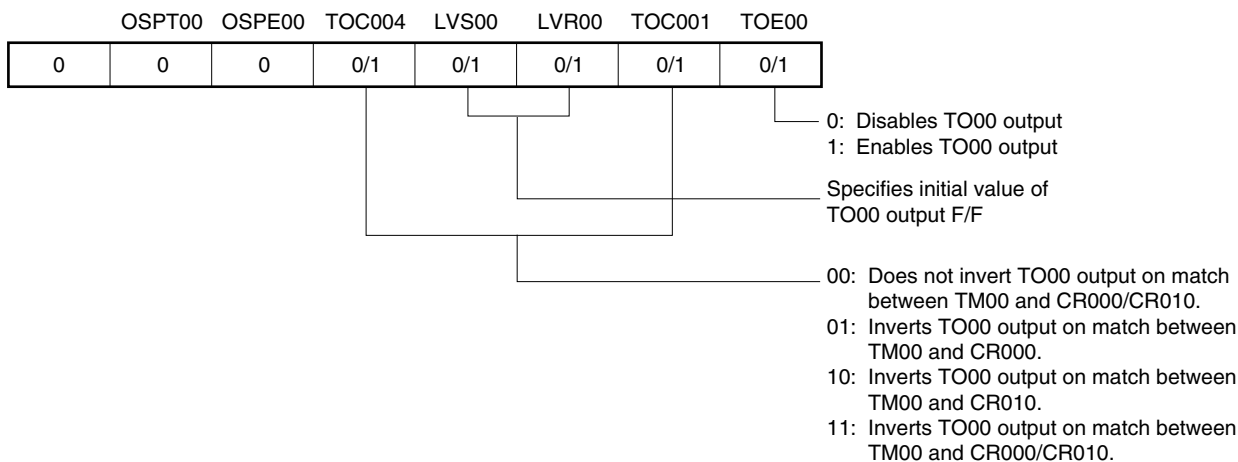 OSPT00 OSPE00 TOC004 LVS00 LVR00 TOC001 TOE00
0 0 0 0/1 0/1 0/1 0/1 0/1
0: Disables TO00 output
1: Enables TO00 output
Specifies initial value of
TO00 output F/F
00: Does not invert TO00 output on match
between TM00 and CR000/CR010.
01: Inverts TO00 output on match between
TM00 and CR000.
10: Inverts TO00 output on match between
TM00 and CR010.
11: Inverts TO00 output on match between
TM00 and CR000/CR010.